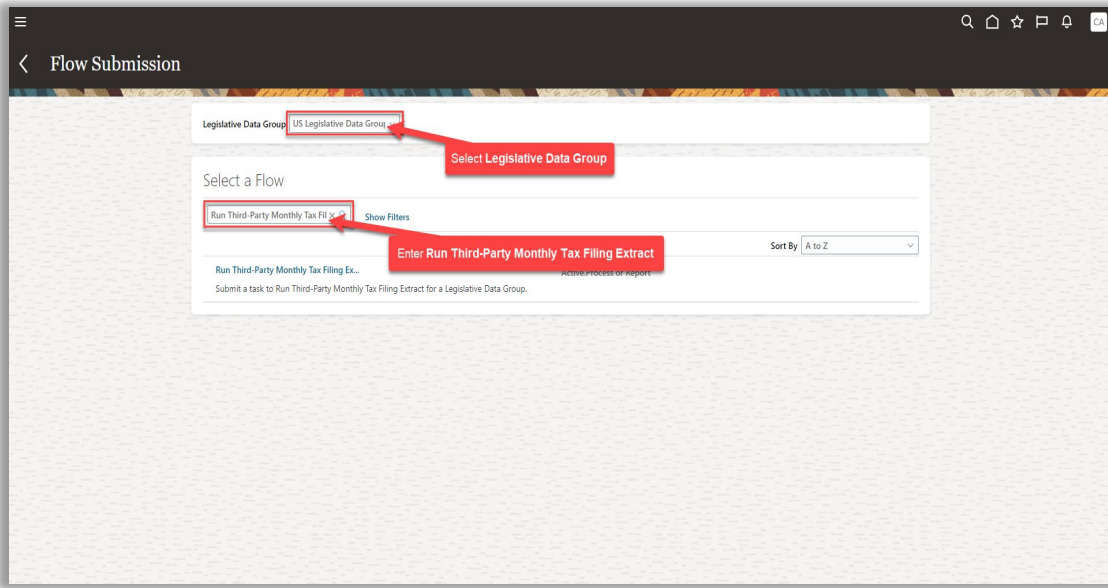 CA
Flow Submission
Legislative Data Group US Legislative Data Group
Select Legislative Data Group
Select a Flow
Run Third-Party Monthly Tax Fil
Show Filters
Enter Run Third-Party Monthly Tax Filing Extract
Sort By A to Z
Run Third-Party Monthly Tax Filing Ex...
Active.Process or Report
Submit a task to Run Third-Party Monthly Tax Filing Extract for a Legislative Data Group.